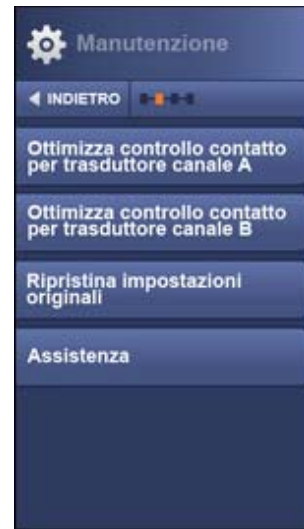 Manutenzione
INDIETRO
Ottimizza controllo contatto
per trasduttore canale A
Ottimizza controllo contatto
per trasduttore canale B
Ripristina impostazioni
originali
Assistenza